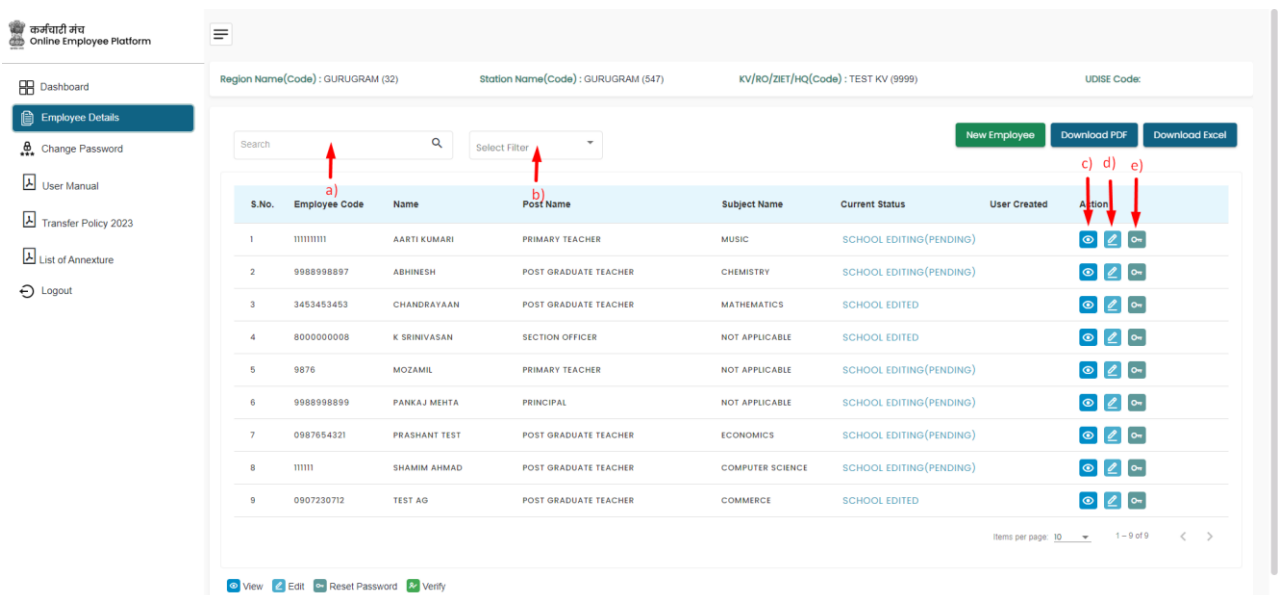 कर्मचारी मंच
Online Employee Platform
Dashboard
Employee Details
Change Password
User Manual
Transfer Policy 2023
List of Annexture
Logout
Region Name(Code) : GURUGRAM (32) Station Name(Code) : GURUGRAM (547) KV/RO/ZIET/HQ(Code) : TEST KV (9999) UDISE Code:
Search Select Filter New Employee Download PDF Download Excel
a) b) c) d) e)
S.No. Employee Code Name Post Name Subject Name Current Status User Created Action
1 1111111111 AARTI KUMARI PRIMARY TEACHER MUSIC SCHOOL EDITING(PENDING)
2 9988998897 ABHINESH POST GRADUATE TEACHER CHEMISTRY SCHOOL EDITING(PENDING)
3 3453453453 CHANDRAYAAN POST GRADUATE TEACHER MATHEMATICS SCHOOL EDITED
4 8000000008 K SRINIVASAN SECTION OFFICER NOT APPLICABLE SCHOOL EDITED
5 9876 MOZAMIL PRIMARY TEACHER NOT APPLICABLE SCHOOL EDITING(PENDING)
6 9988998899 PANKAJ MEHTA PRINCIPAL NOT APPLICABLE SCHOOL EDITING(PENDING)
7 0987654321 PRASHANT TEST POST GRADUATE TEACHER ECONOMICS SCHOOL EDITING(PENDING)
8 111111 SHAMIM AHMAD POST GRADUATE TEACHER COMPUTER SCIENCE SCHOOL EDITING(PENDING)
9 0907230712 TEST AG POST GRADUATE TEACHER COMMERCE SCHOOL EDITED
Items per page: 10 1 – 9 of 9
View Edit Reset Password Verify